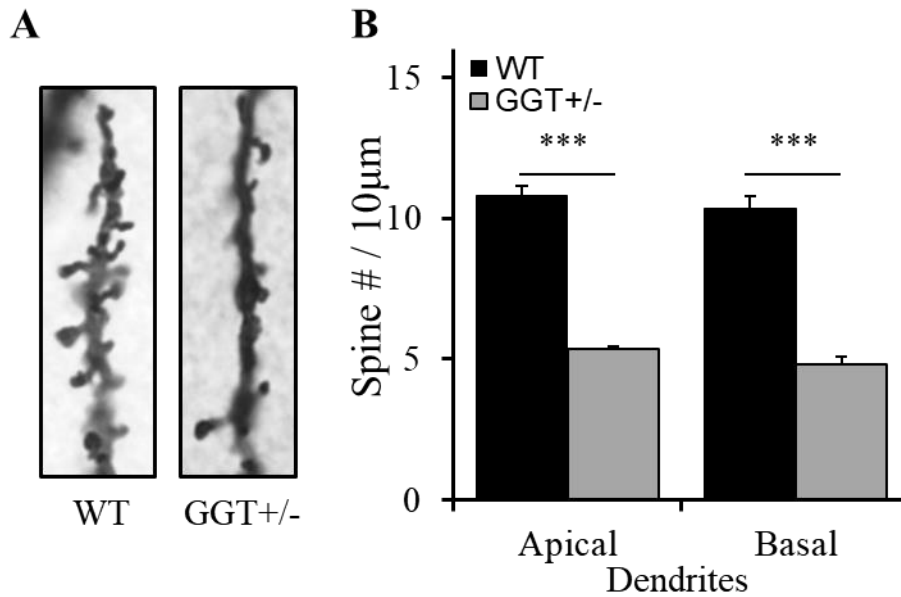 A
WT
GGT+/-
B
Spine # / 10µm
15
10
5
0
WT
GGT+/-
***
***
Apical
Basal
Dendrites